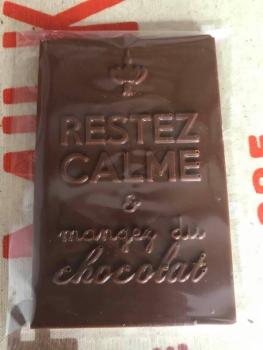 RESTEZ
CALME
&
mangez du
chocolat